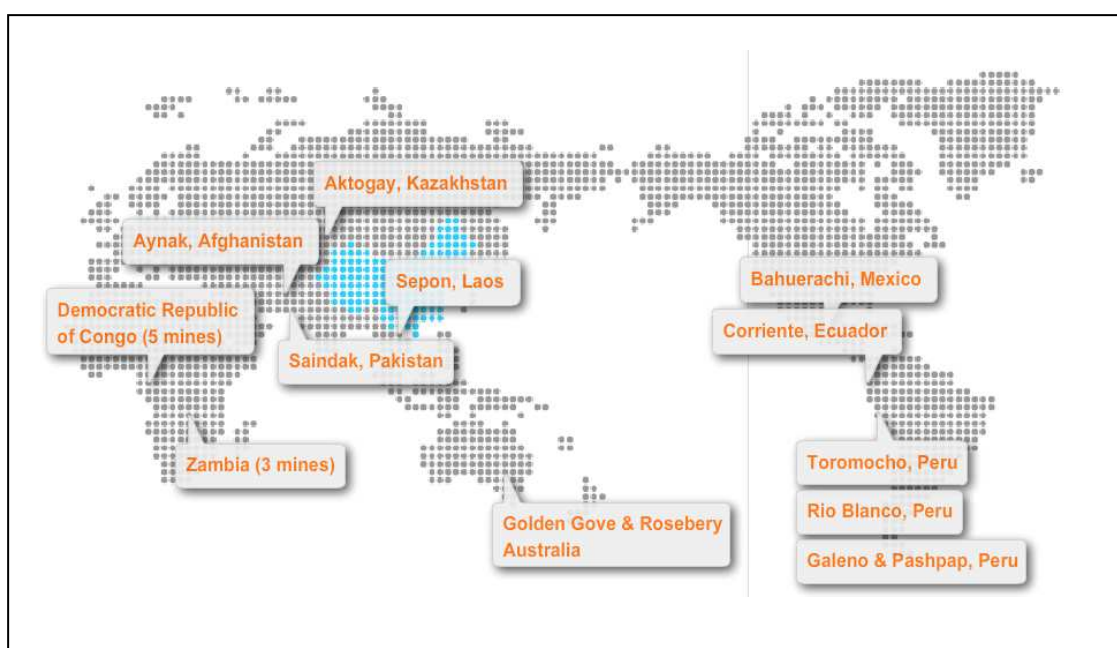 Aktogay, Kazakhstan
Aynak, Afghanistan
Sepon, Laos
Bahuerachi, Mexico
Democratic Republic
of Congo (5 mines)
Corriente, Ecuador
Saindak, Pakistan
Zambia (3 mines)
Toromocho, Peru
Rio Blanco, Peru
Golden Gove & Rosebery
Australia
Galeno & Pashpap, Peru